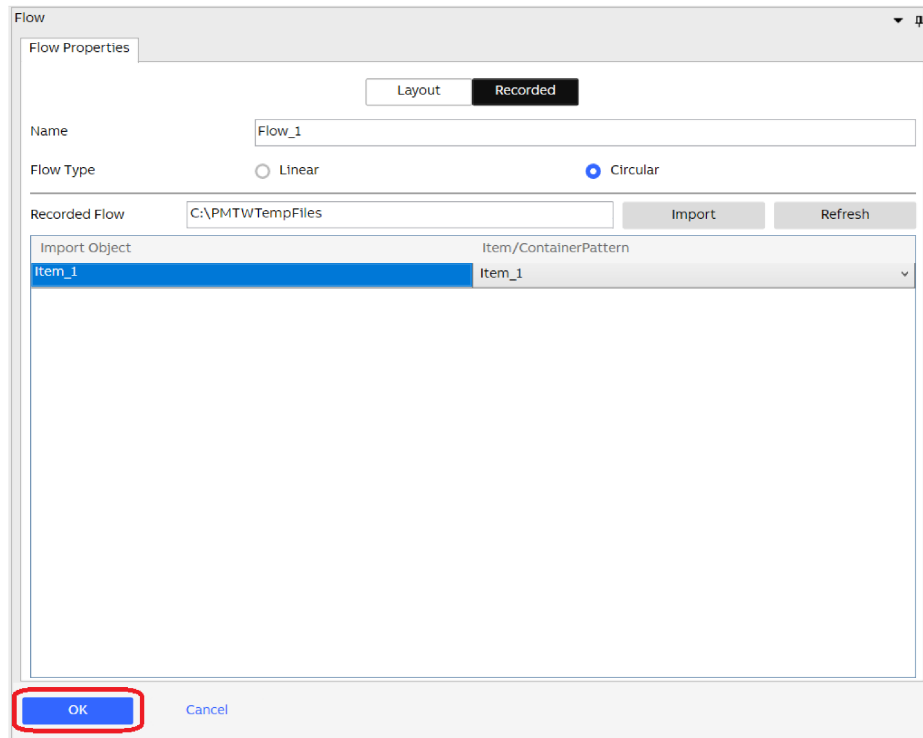 Flow
Flow Properties
Layout Recorded
Name Flow_1
Flow Type Linear Circular
Recorded Flow C:\PMTWTempFiles Import Refresh
Import Object Item/ContainerPattern
Item_1 Item_1
OK Cancel